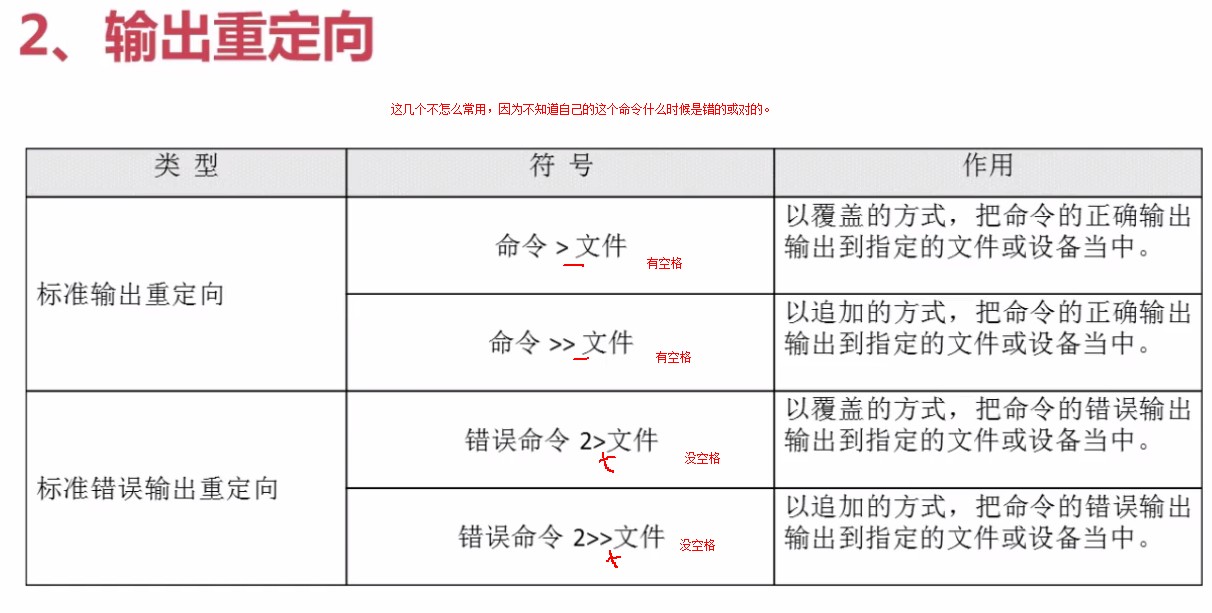 2、输出重定向
这几个不怎么常用，因为不知道自己的这个命令什么时候是错的或对的。
类 型
符 号
作用
标准输出重定向
命令 > 文件
有空格
以覆盖的方式，把命令的正确输出
输出到指定的文件或设备当中。
命令 >> 文件
有空格
以追加的方式，把命令的正确输出
输出到指定的文件或设备当中。
标准错误输出重定向
错误命令 2>文件
没空格
以覆盖的方式，把命令的错误输出
输出到指定的文件或设备当中。
错误命令 2>>文件
没空格
以追加的方式，把命令的错误输出
输出到指定的文件或设备当中。